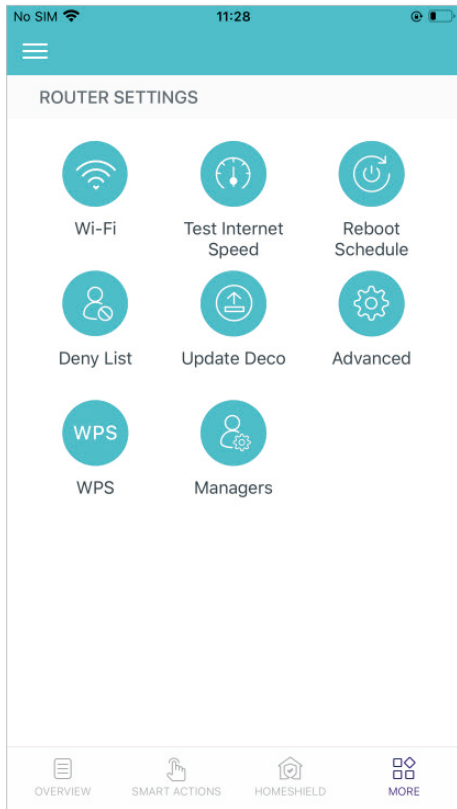 No SIM 11:28
ROUTER SETTINGS
Wi-Fi
Test Internet
Speed
Reboot
Schedule
Deny List
Update Deco
Advanced
WPS
WPS
Managers
OVERVIEW
SMART ACTIONS
HOMESHIELD
MORE